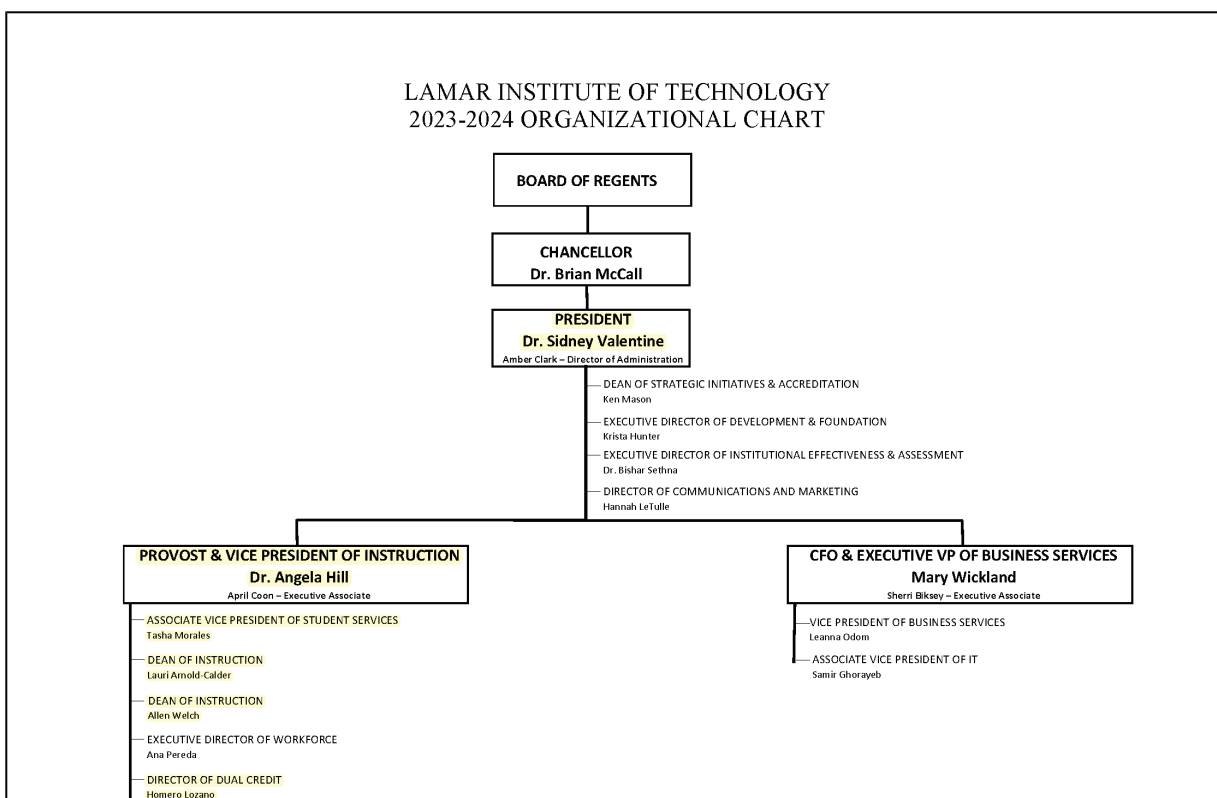 LAMAR INSTITUTE OF TECHNOLOGY
2023-2024 ORGANIZATIONAL CHART
BOARD OF REGENTS
CHANCELLOR
Dr. Brian McCall
PRESIDENT
Dr. Sidney Valentine
Amber Clark – Director of Administration
DEAN OF STRATEGIC INITIATIVES & ACCREDITATION
Ken Mason
EXECUTIVE DIRECTOR OF DEVELOPMENT & FOUNDATION
Krista Hunter
EXECUTIVE DIRECTOR OF INSTITUTIONAL EFFECTIVENESS & ASSESSMENT
Dr. Bishar Sethna
DIRECTOR OF COMMUNICATIONS AND MARKETING
Hannah LeTulle
PROVOST & VICE PRESIDENT OF INSTRUCTION
Dr. Angela Hill
April Coon – Executive Associate
ASSOCIATE VICE PRESIDENT OF STUDENT SERVICES
Tasha Morales
DEAN OF INSTRUCTION
Lauri Arnold-Calder
DEAN OF INSTRUCTION
Allen Welch
EXECUTIVE DIRECTOR OF WORKFORCE
Ana Pereda
DIRECTOR OF DUAL CREDIT
Homero Lozano
CFO & EXECUTIVE VP OF BUSINESS SERVICES
Mary Wickland
Sherri Biksey – Executive Associate
VICE PRESIDENT OF BUSINESS SERVICES
Leanna Odom
ASSOCIATE VICE PRESIDENT OF IT
Samir Ghorayeb